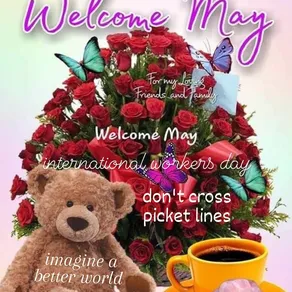 Welcome May
For my Loving
Friends and Family
Welcome May
international workers day
don't cross
picket lines
imagine a
better world